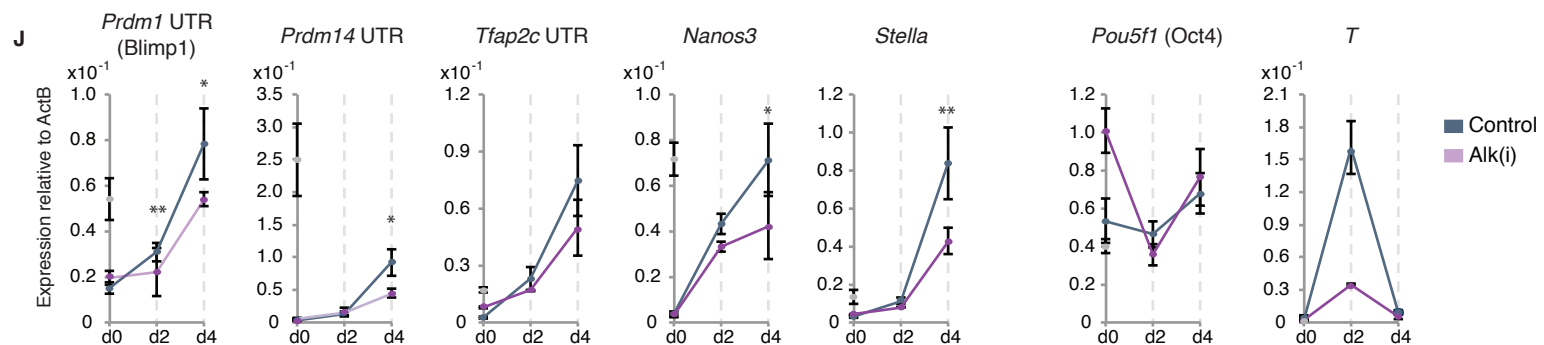 J
Prdm1 UTR
(Blimp1)
Prdm14 UTR
Tfap2c UTR
Nanos3
Stella
Pou5f1 (Oct4)
T
Expression relative to ActB
x10⁻¹
1.0
0.8
0.6
0.4
0.2
0
d0 d2 d4
** *
x10⁻¹
3.5
3.0
2.5
2.0
1.5
1.0
0.5
0
d0 d2 d4
*
x10⁻¹
1.2
0.9
0.6
0.3
0
d0 d2 d4
x10⁻¹
1.0
0.8
0.6
0.4
0.2
0
d0 d2 d4
*
1.2
1.0
0.8
0.6
0.4
0.2
0
d0 d2 d4
**
1.2
1.0
0.8
0.6
0.4
0.2
0
d0 d2 d4
x10⁻¹
2.1
1.8
1.5
1.2
0.9
0.6
0.3
0
d0 d2 d4
Control
Alk(i)